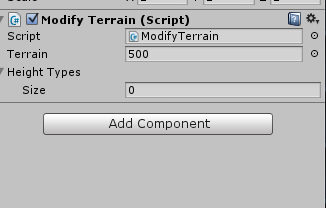 Modify Terrain (Script)
Script ModifyTerrain
Terrain 500
Height Types
Size 0
Add Component